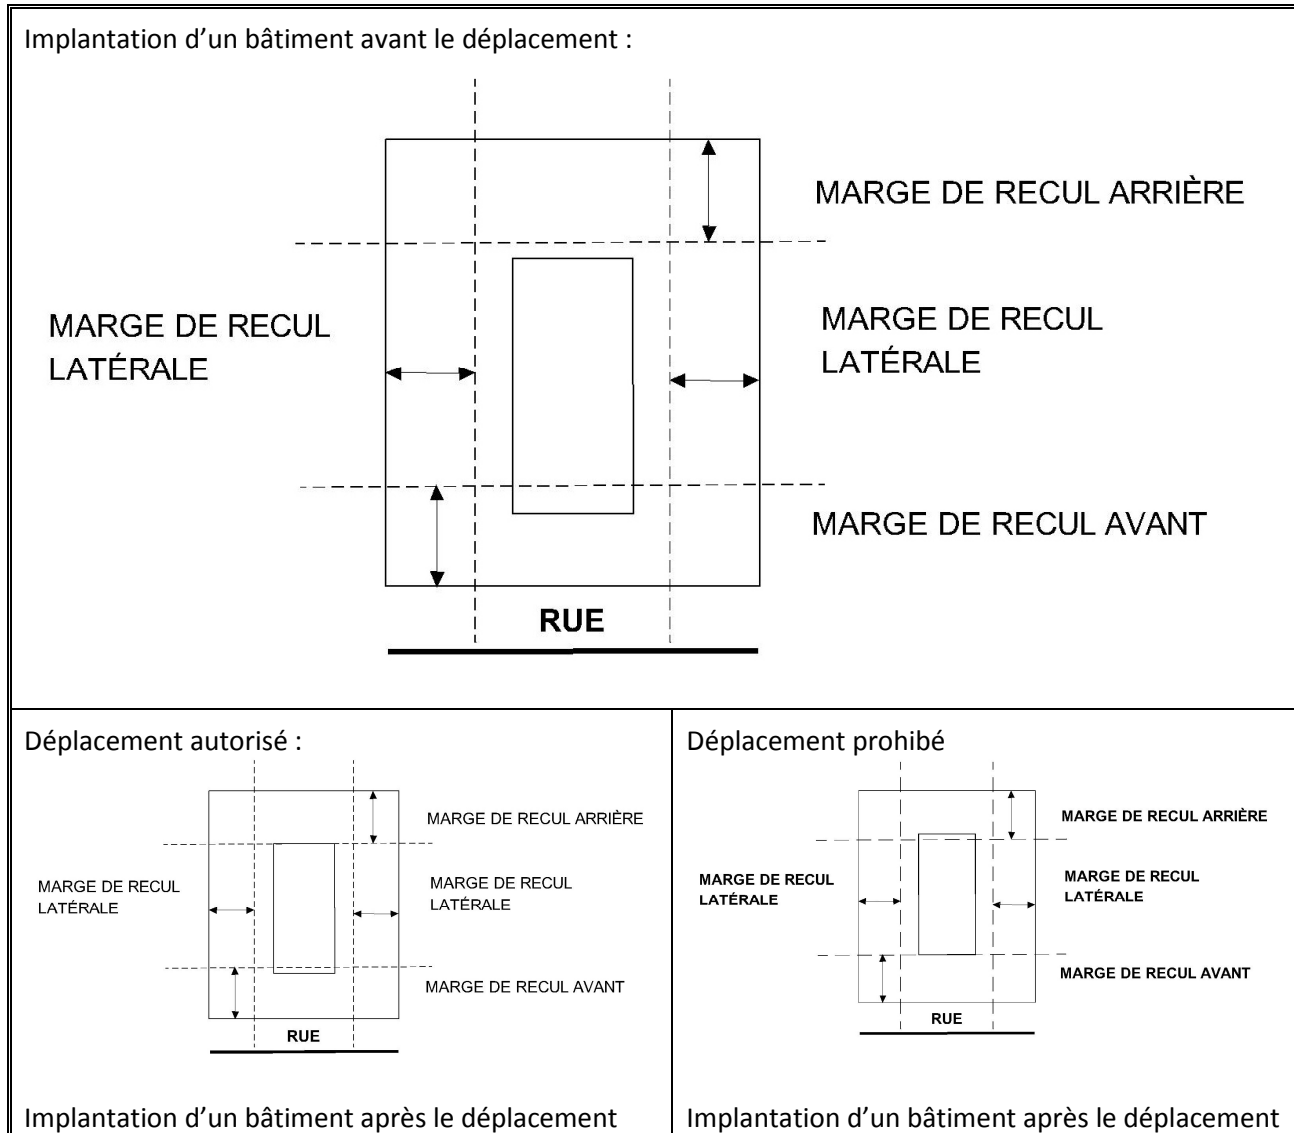 Implantation d’un bâtiment avant le déplacement :
MARGE DE RECUL ARRIÈRE
MARGE DE RECUL
LATÉRALE
MARGE DE RECUL
LATÉRALE
MARGE DE RECUL AVANT
RUE
Déplacement autorisé :
MARGE DE RECUL ARRIÈRE
MARGE DE RECUL
LATÉRALE
MARGE DE RECUL
LATÉRALE
MARGE DE RECUL AVANT
RUE
Implantation d’un bâtiment après le déplacement
Déplacement prohibé
MARGE DE RECUL ARRIÈRE
MARGE DE RECUL
LATÉRALE
MARGE DE RECUL
LATÉRALE
MARGE DE RECUL AVANT
RUE
Implantation d’un bâtiment après le déplacement